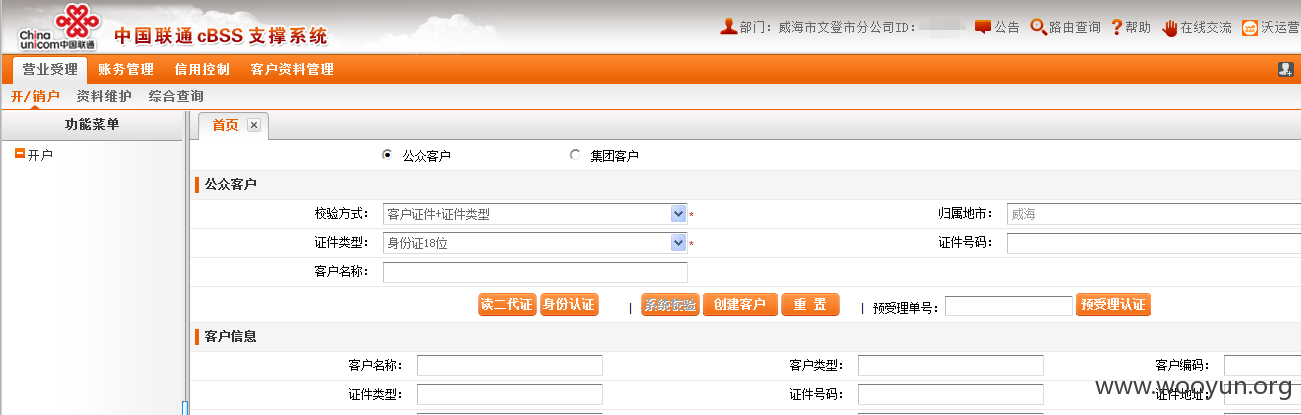 China unicom中国联通 中国联通 cBSS 支撑系统 部门：威海市文登市分公司ID： 公告 路由查询 帮助 在线交流 沃运营
营业受理 账务管理 信用控制 客户资料管理
开/销户 资料维护 综合查询
功能菜单 首页
开户 公众客户 集团客户
公众客户
校验方式： 客户证件+证件类型 * 归属地市： 威海
证件类型： 身份证18位 * 证件号码：
客户名称：
读二代证 身份认证 | 系统校验 创建客户 重 置 | 预受理单号： 预受理认证
客户信息
客户名称： 客户类型： 客户编码：
证件类型： 证件号码： 证件地址：
www.wooyun.org